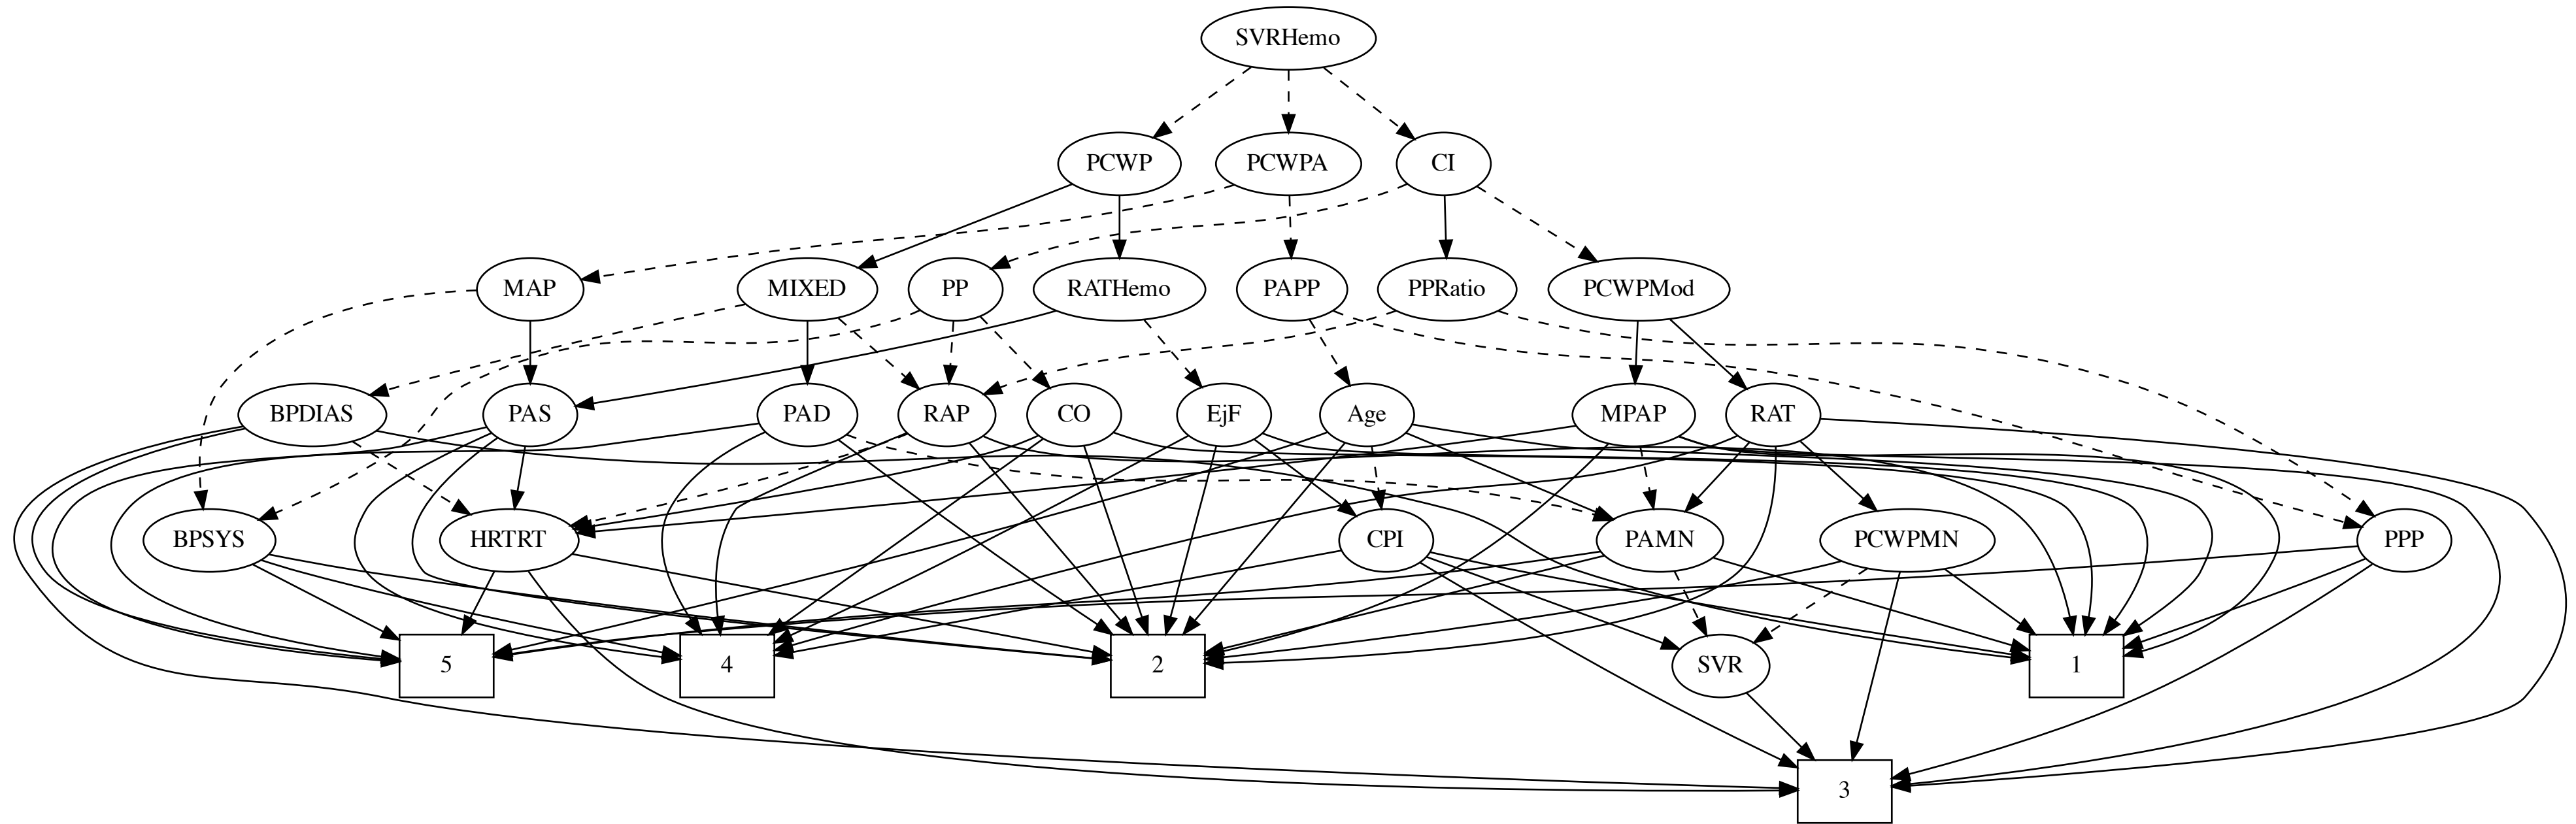 SVRHemo
PCWP PCWPA CI
MAP MIXED PP RATHemo PAPP PPRatio PCWPMod
BPDIAS PAS PAD RAP CO EjF Age MPAP RAT
BPSYS HRTRT CPI PAMN PCWPMN PPP
5 4 2 SVR 1
3